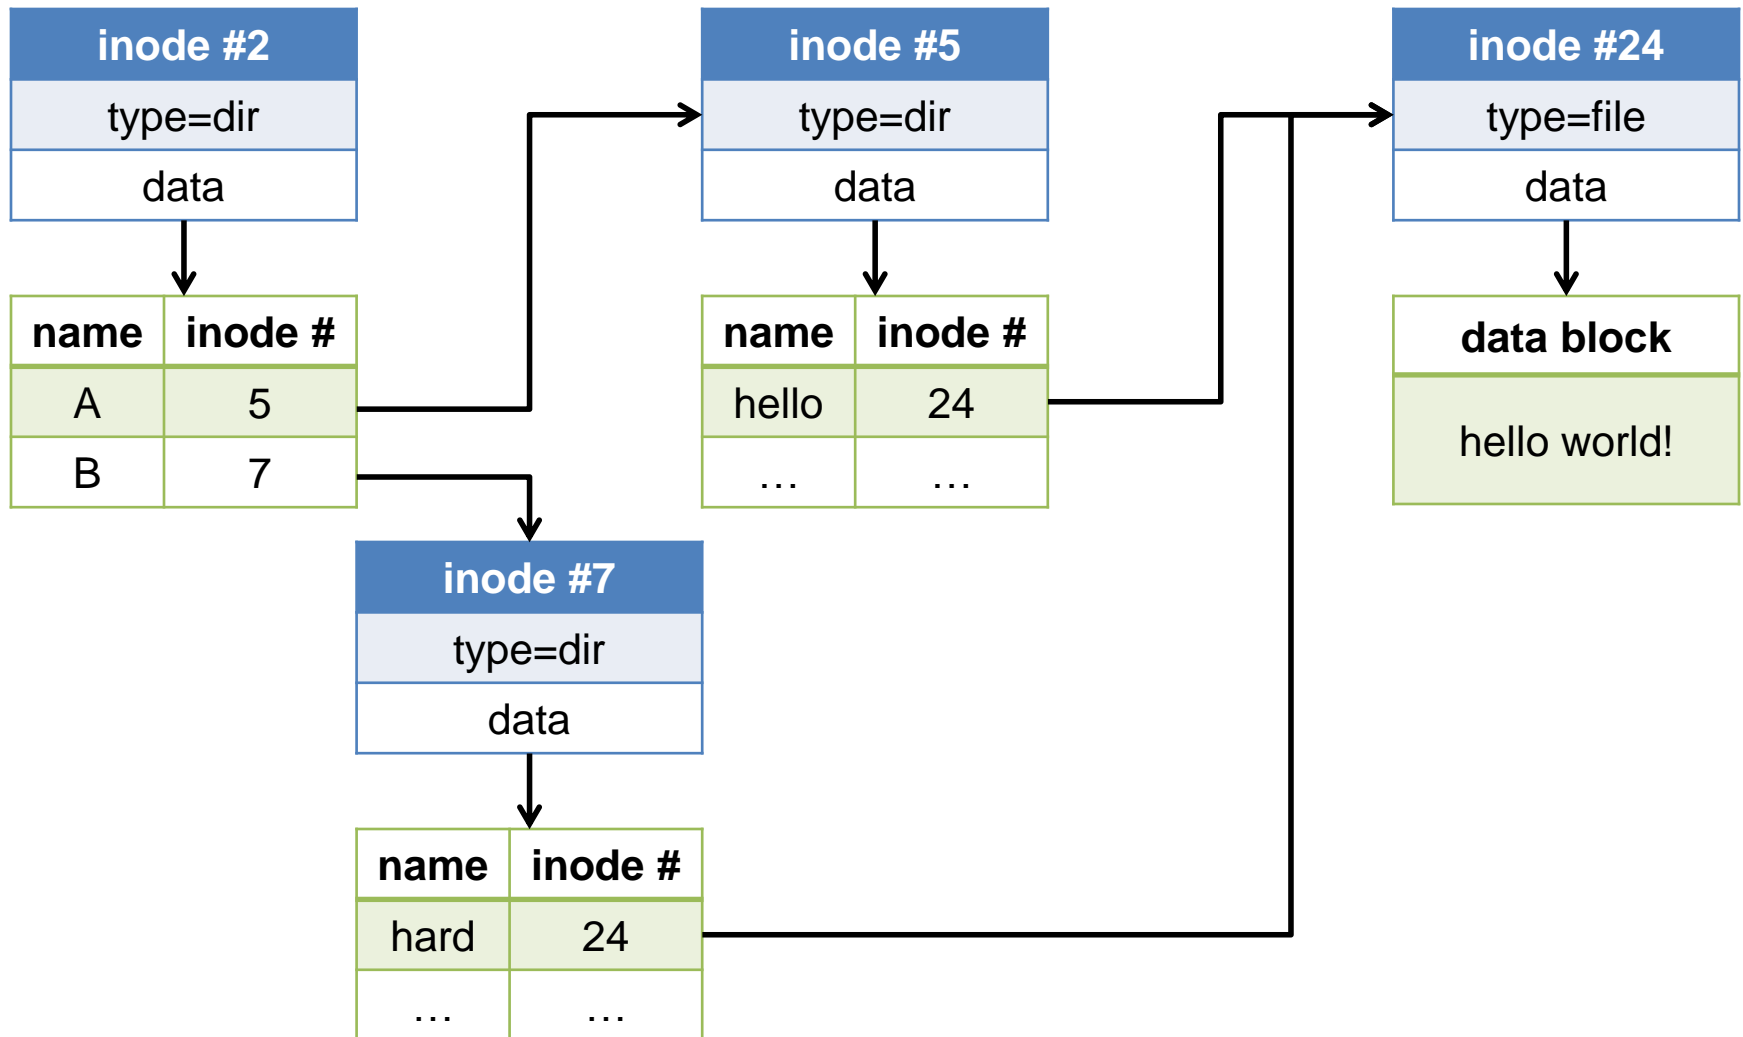 inode #2
type=dir
data
name inode #
A 5
B 7
inode #5
type=dir
data
name inode #
hello 24
… …
inode #24
type=file
data
data block
hello world!
inode #7
type=dir
data
name inode #
hard 24
… …